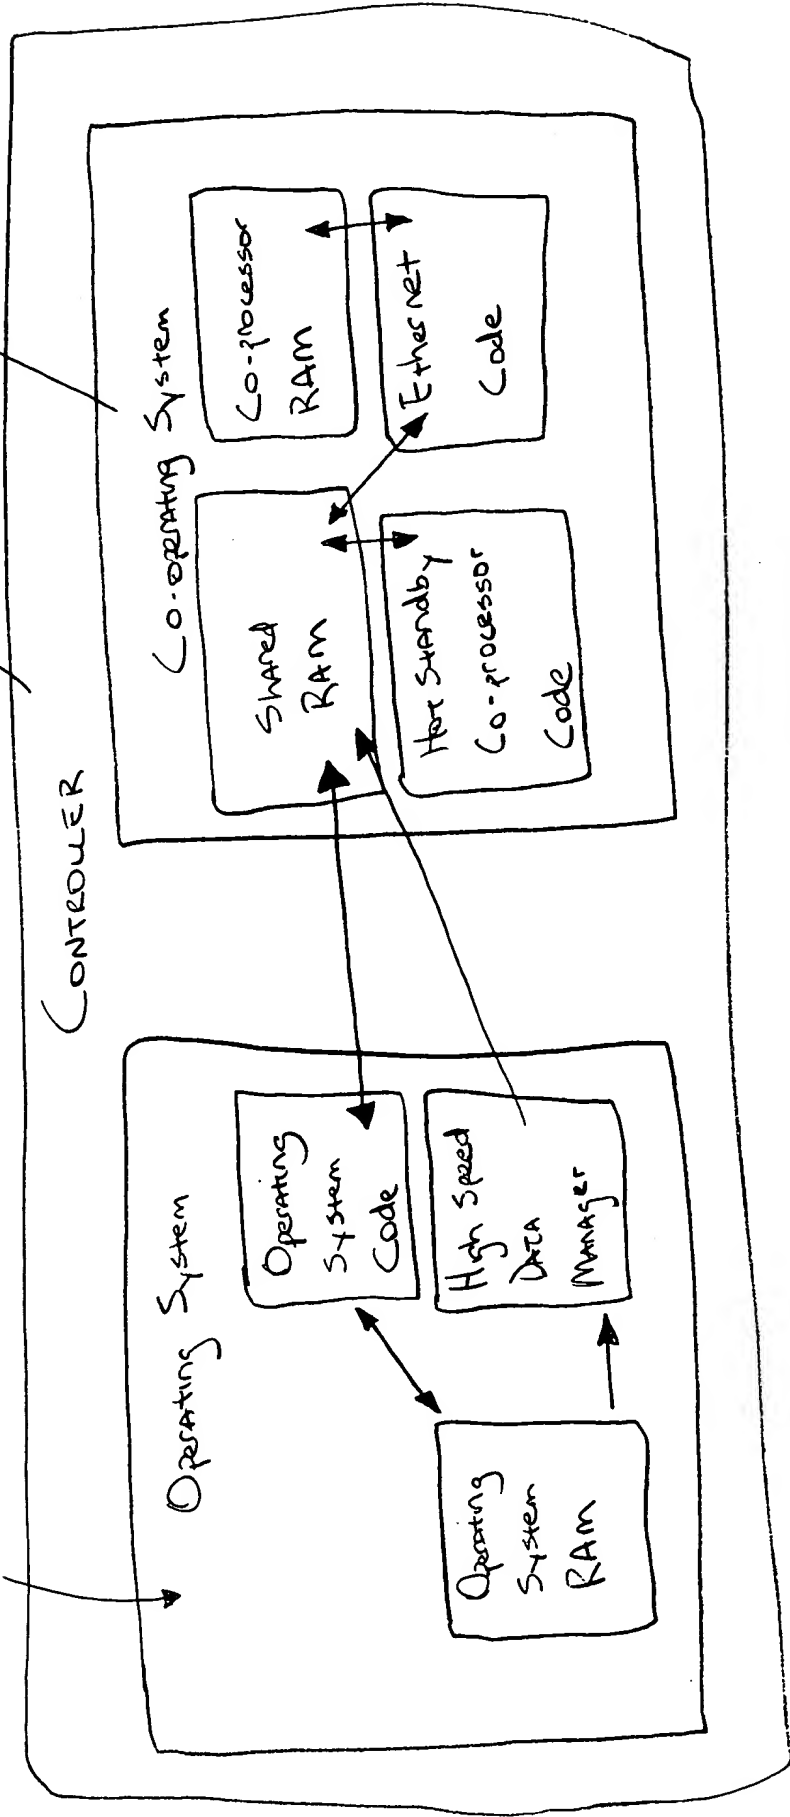 CONTROLLER
Operating System
Operating
System
Code
High Speed
DATA
MANAGER
Operating
System
RAM
Co-operating System
Shared
RAM
Co-processor
RAM
Hot Standby
Co-processor
Code
Ethernet
Code